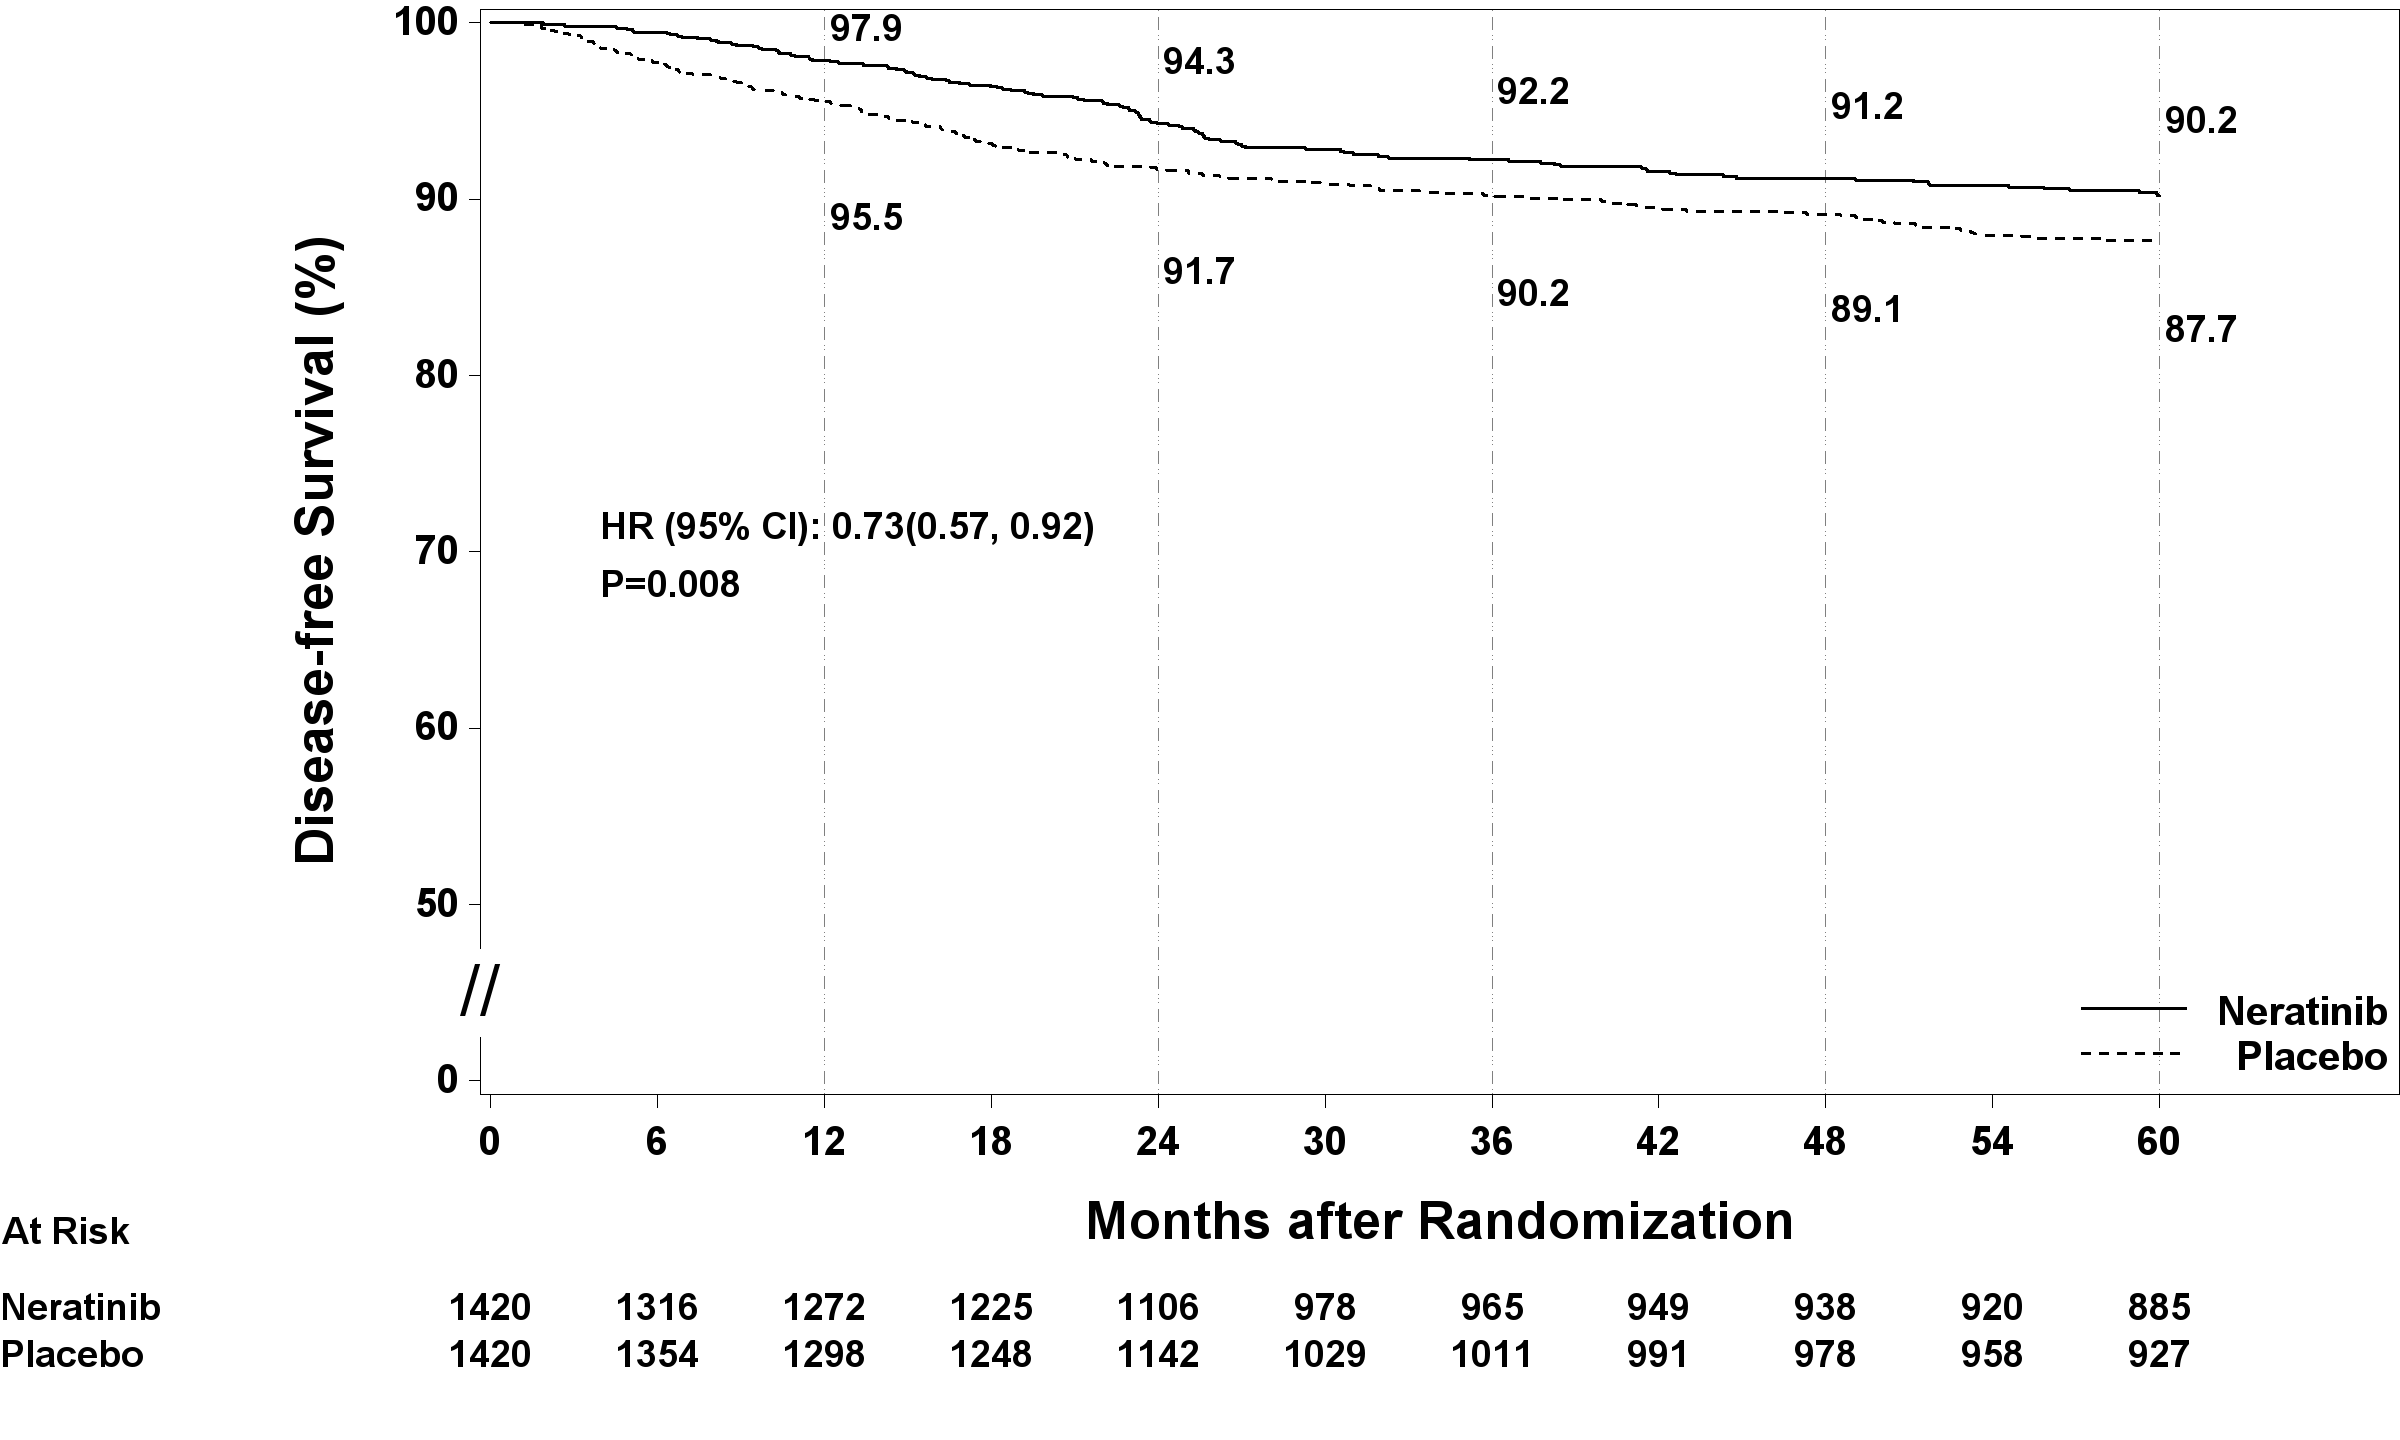 100
97.9
94.3
92.2
91.2
90.2
90
95.5
91.7
90.2
89.1
87.7
80
HR (95% CI): 0.73(0.57, 0.92)
70
P=0.008
60
50
//
0
Disease-free Survival (%)
Neratinib
Placebo
0 6 12 18 24 30 36 42 48 54 60
Months after Randomization
At Risk
Neratinib 1420 1316 1272 1225 1106 978 965 949 938 920 885
Placebo 1420 1354 1298 1248 1142 1029 1011 991 978 958 927